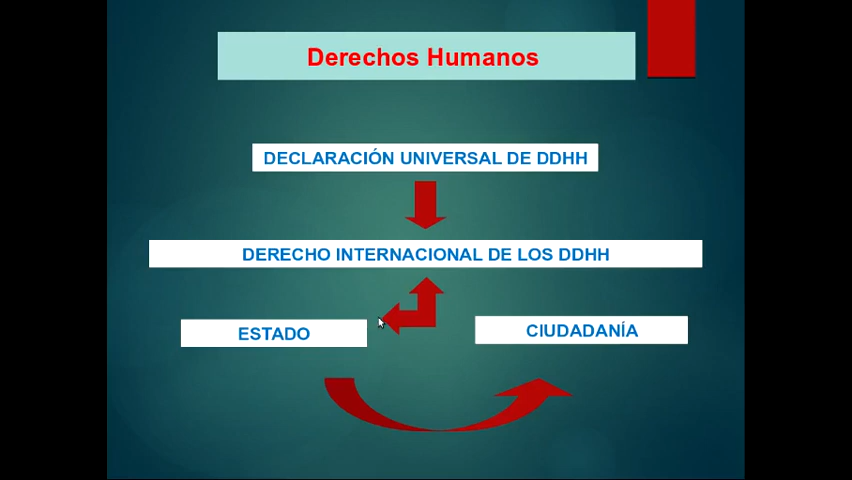 Derechos Humanos
DECLARACIÓN UNIVERSAL DE DDHH
DERECHO INTERNACIONAL DE LOS DDHH
ESTADO
CIUDADANÍA